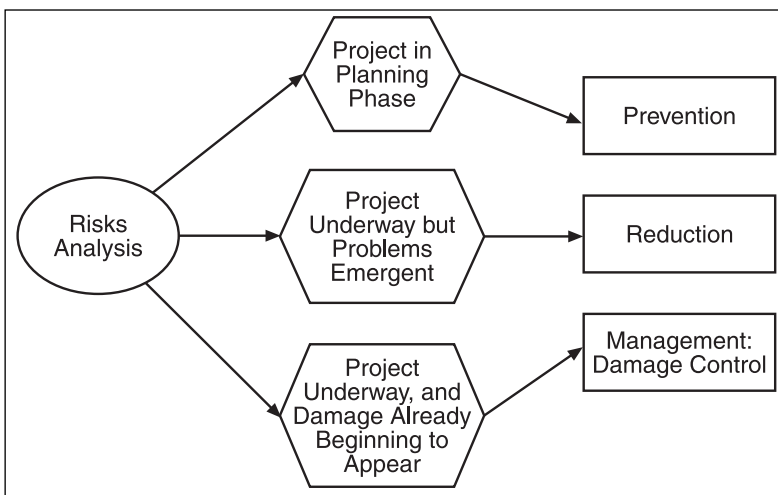 Project in
Planning
Phase
Prevention
Risks
Analysis
Project
Underway but
Problems
Emergent
Reduction
Project
Underway, and
Damage Already
Beginning to
Appear
Management:
Damage Control